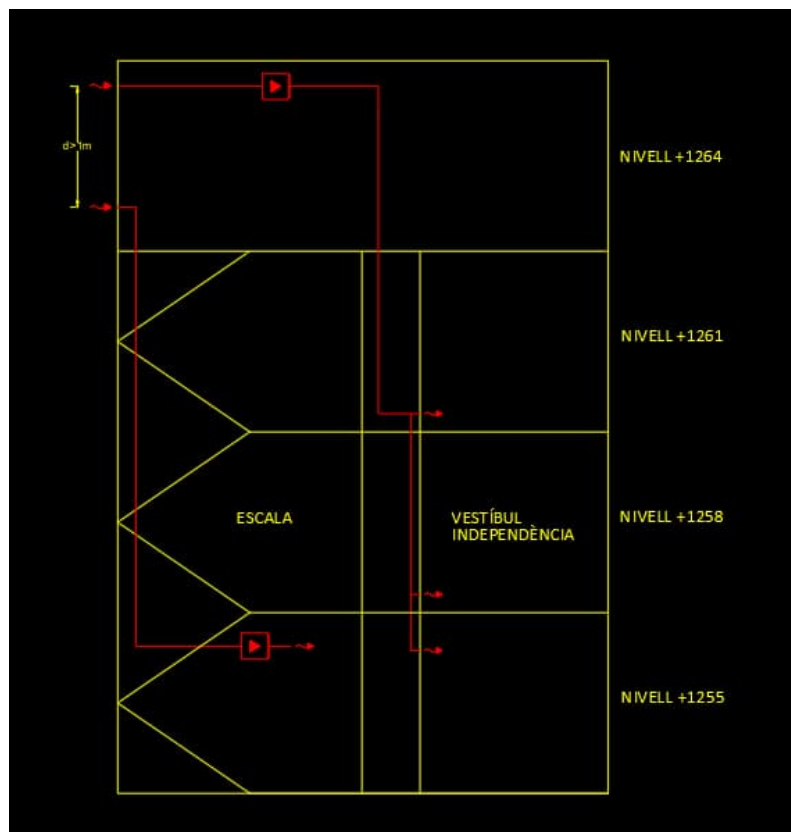 NIVELL +1264
d>1m
NIVELL +1261
ESCALA
VESTÍBUL
INDEPENDÈNCIA
NIVELL +1258
NIVELL +1255